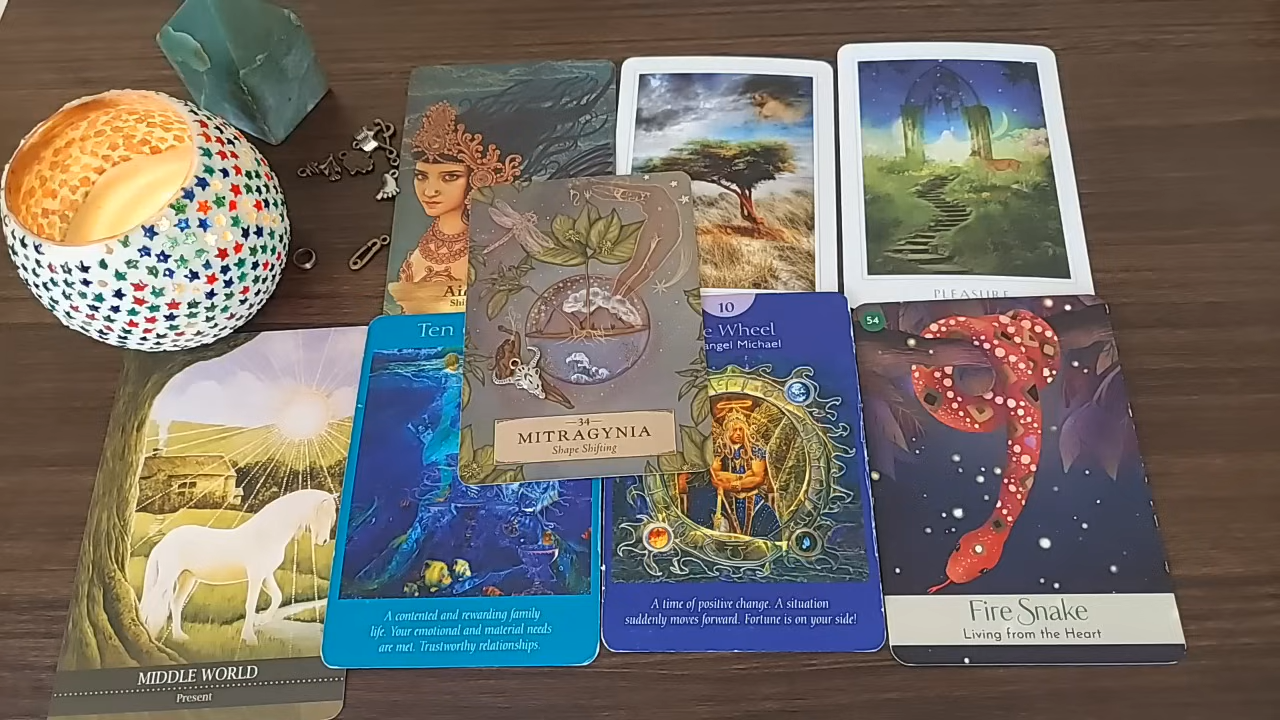 PLEASURE
Shi
Ten
10
e Wheel
angel Michael
54
—34—
MITRAGYNIA
Shape Shifting
A contented and rewarding family
life. Your emotional and material needs
are met. Trustworthy relationships.
A time of positive change. A situation
suddenly moves forward. Fortune is on your side!
Fire Snake
Living from the Heart
MIDDLE WORLD
Present